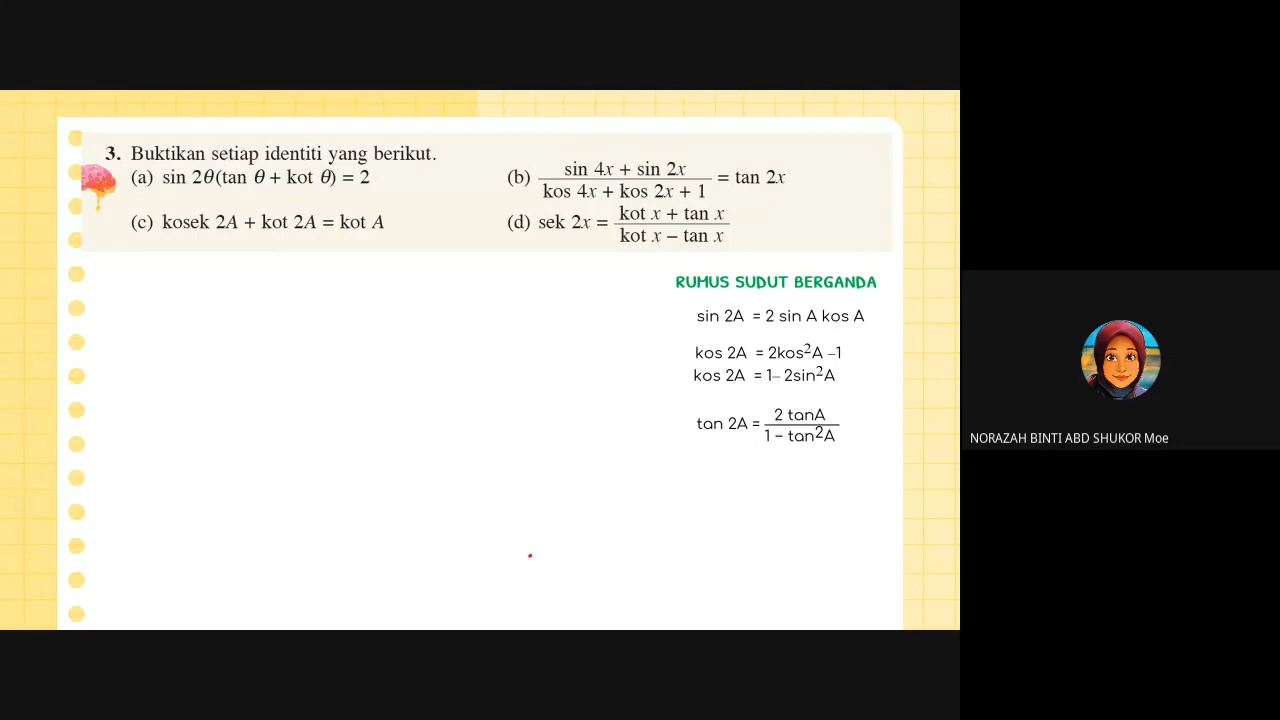 3. Buktikan setiap identiti yang berikut.
(a) sin 2θ(tan θ + kot θ) = 2
(b) sin 4x + sin 2x / kos 4x + kos 2x + 1 = tan 2x
(c) kosek 2A + kot 2A = kot A
(d) sek 2x = kot x + tan x / kot x – tan x
RUMUS SUDUT BERGANDA
sin 2A = 2 sin A kos A
kos 2A = 2kos²A –1
kos 2A = 1– 2sin²A
tan 2A = 2 tanA / 1 – tan²A
NORAZAH BINTI ABD SHUKOR Moe